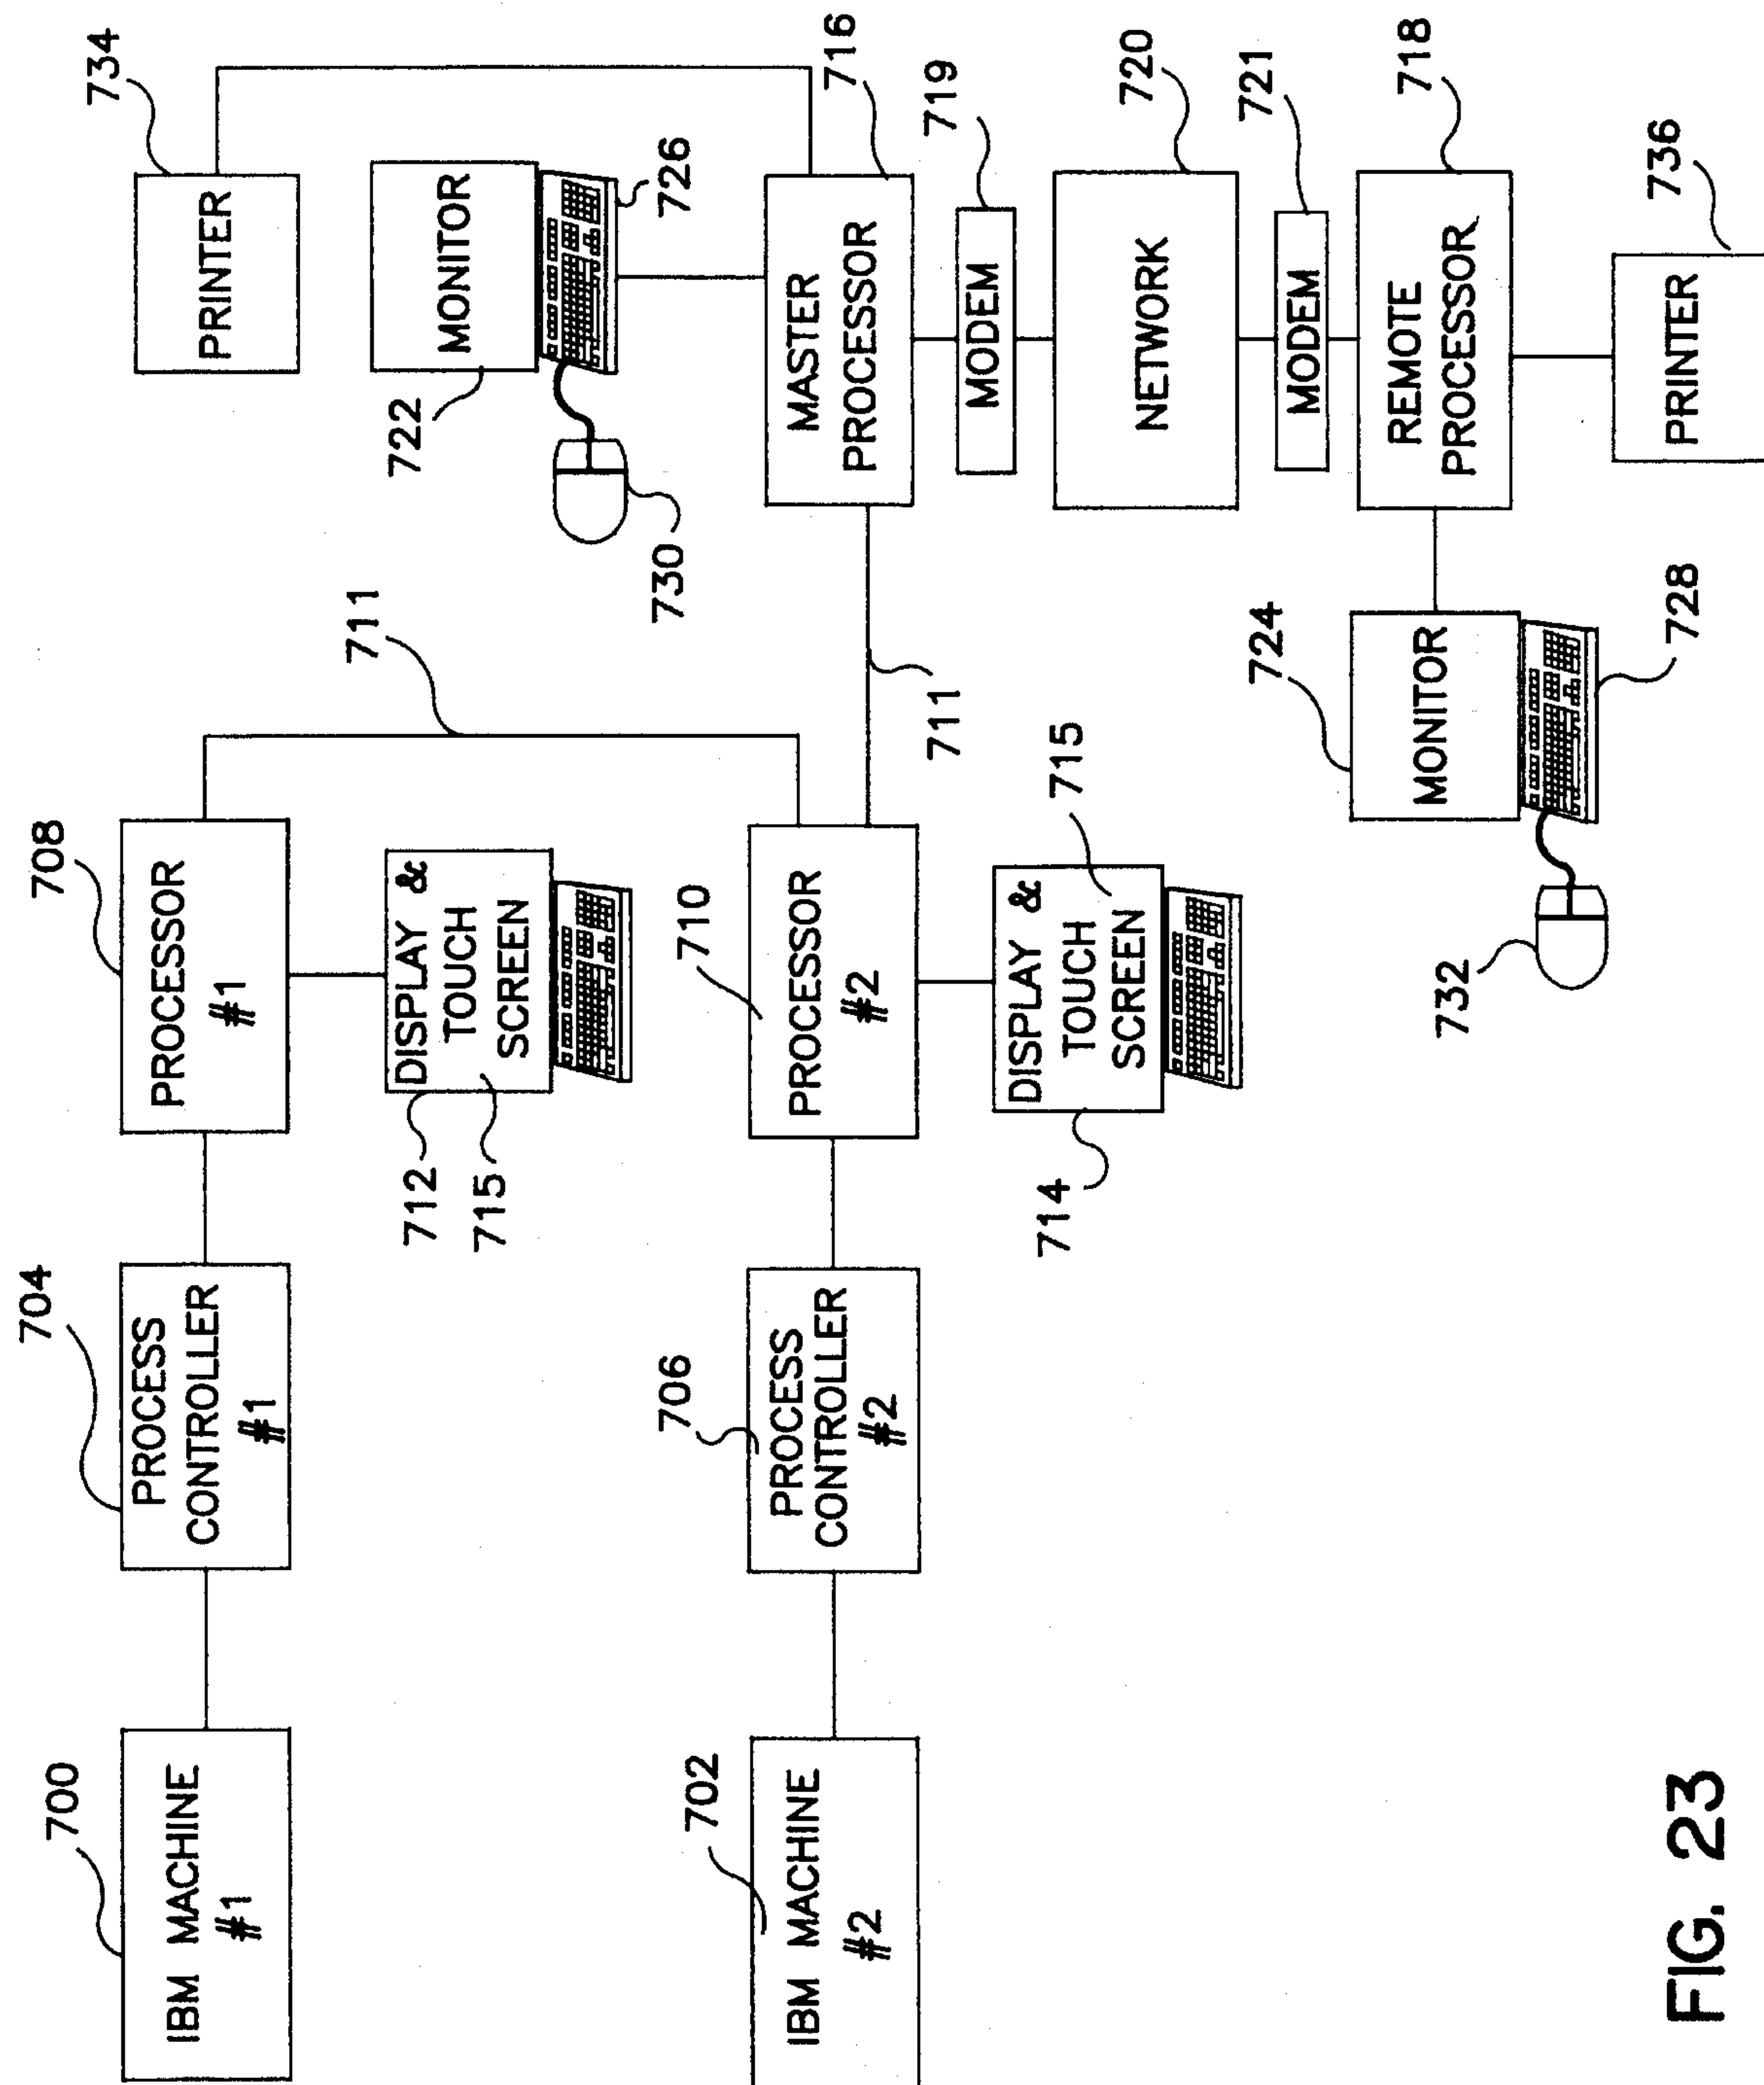 734
PRINTER
716
MONITOR
726
722
730
MASTER
PROCESSOR
719
MODEM
720
NETWORK
721
MODEM
718
REMOTE
PROCESSOR
736
PRINTER
724
MONITOR
728
732
711
711
708
PROCESSOR
#1
DISPLAY &
TOUCH
SCREEN
712
715
710
PROCESSOR
#2
715
DISPLAY &
TOUCH
SCREEN
714
704
PROCESS
CONTROLLER
#1
706
PROCESS
CONTROLLER
#2
700
IBM MACHINE
#1
702
IBM MACHINE
#2
FIG. 23